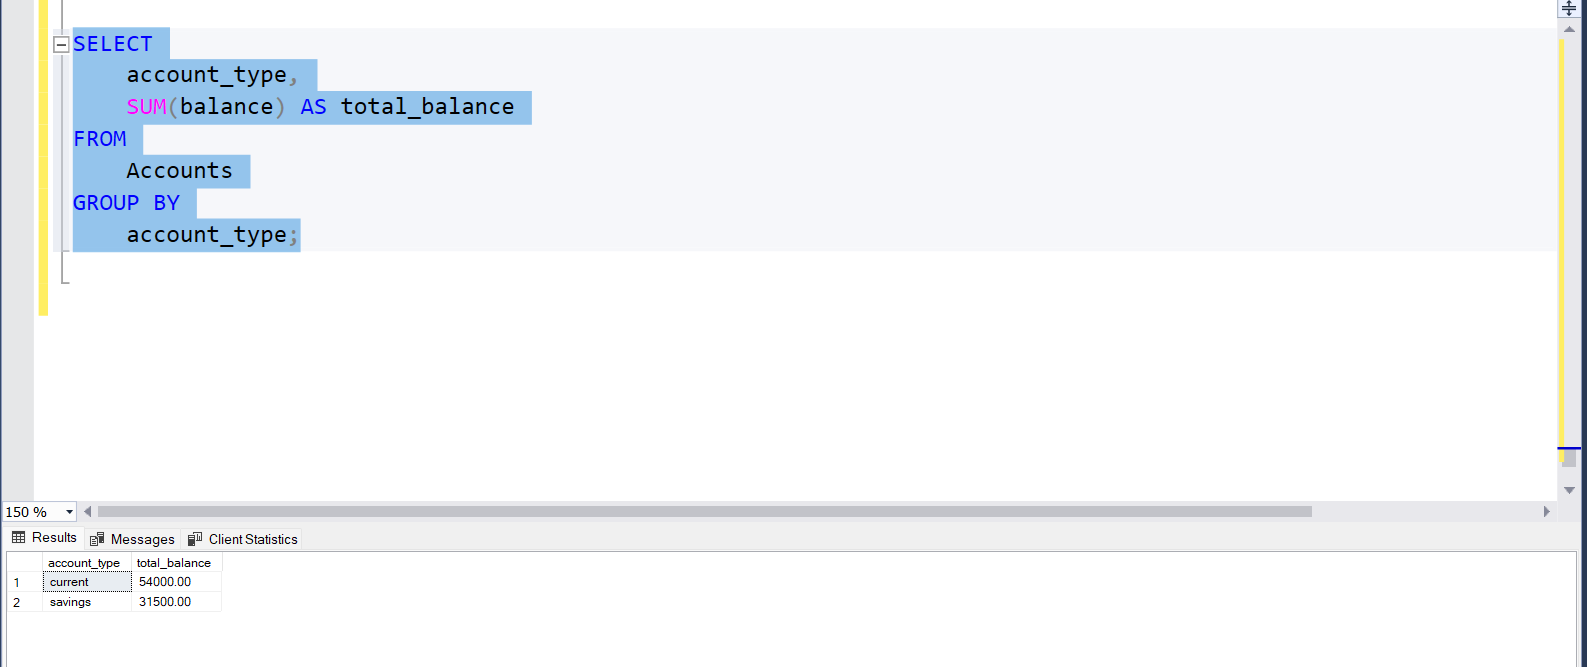 SELECT
account_type,
SUM(balance) AS total_balance
FROM
Accounts
GROUP BY
account_type;
150 %
Results Messages Client Statistics
account_type total_balance
1 current 54000.00
2 savings 31500.00